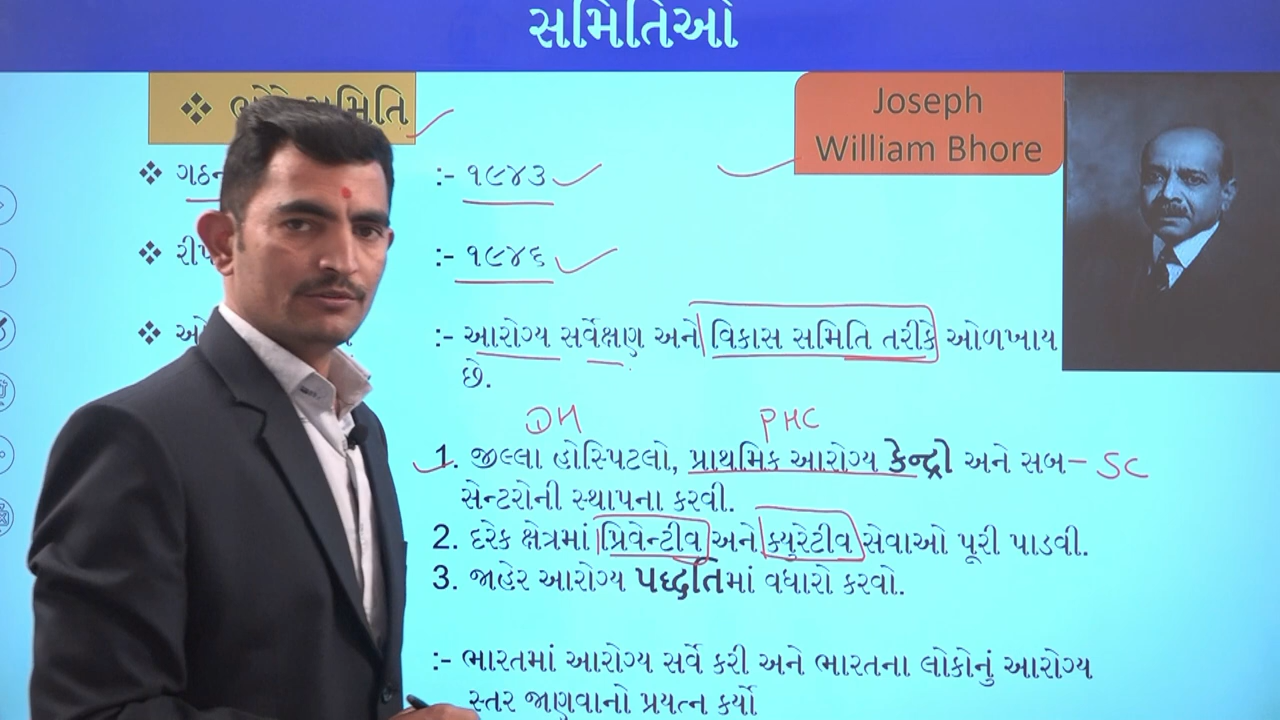 સમિતિઓ
❖ સમિતિ
Joseph
William Bhore
❖ :- ૧૯૪૩
❖ :- ૧૯૪૬
❖ :- આરોગ્ય સર્વેક્ષણ અને વિકાસ સમિતિ તરીકે ઓળખાય
છે.
DH PHC
1. જીલ્લા હોસ્પિટલો, પ્રાથમિક આરોગ્ય કેન્દ્રો અને સબ- SC
સેન્ટરોની સ્થાપના કરવી.
2. દરેક ક્ષેત્રમાં પ્રિવેન્ટીવ અને ક્યુરેટીવ સેવાઓ પૂરી પાડવી.
3. જાહેર આરોગ્ય પધ્ધતિમાં વધારો કરવો.
:- ભારતમાં આરોગ્ય સર્વે કરી અને ભારતના લોકોનું આરોગ્ય
સ્તર જાણવાનો પ્રયત્ન કર્યો